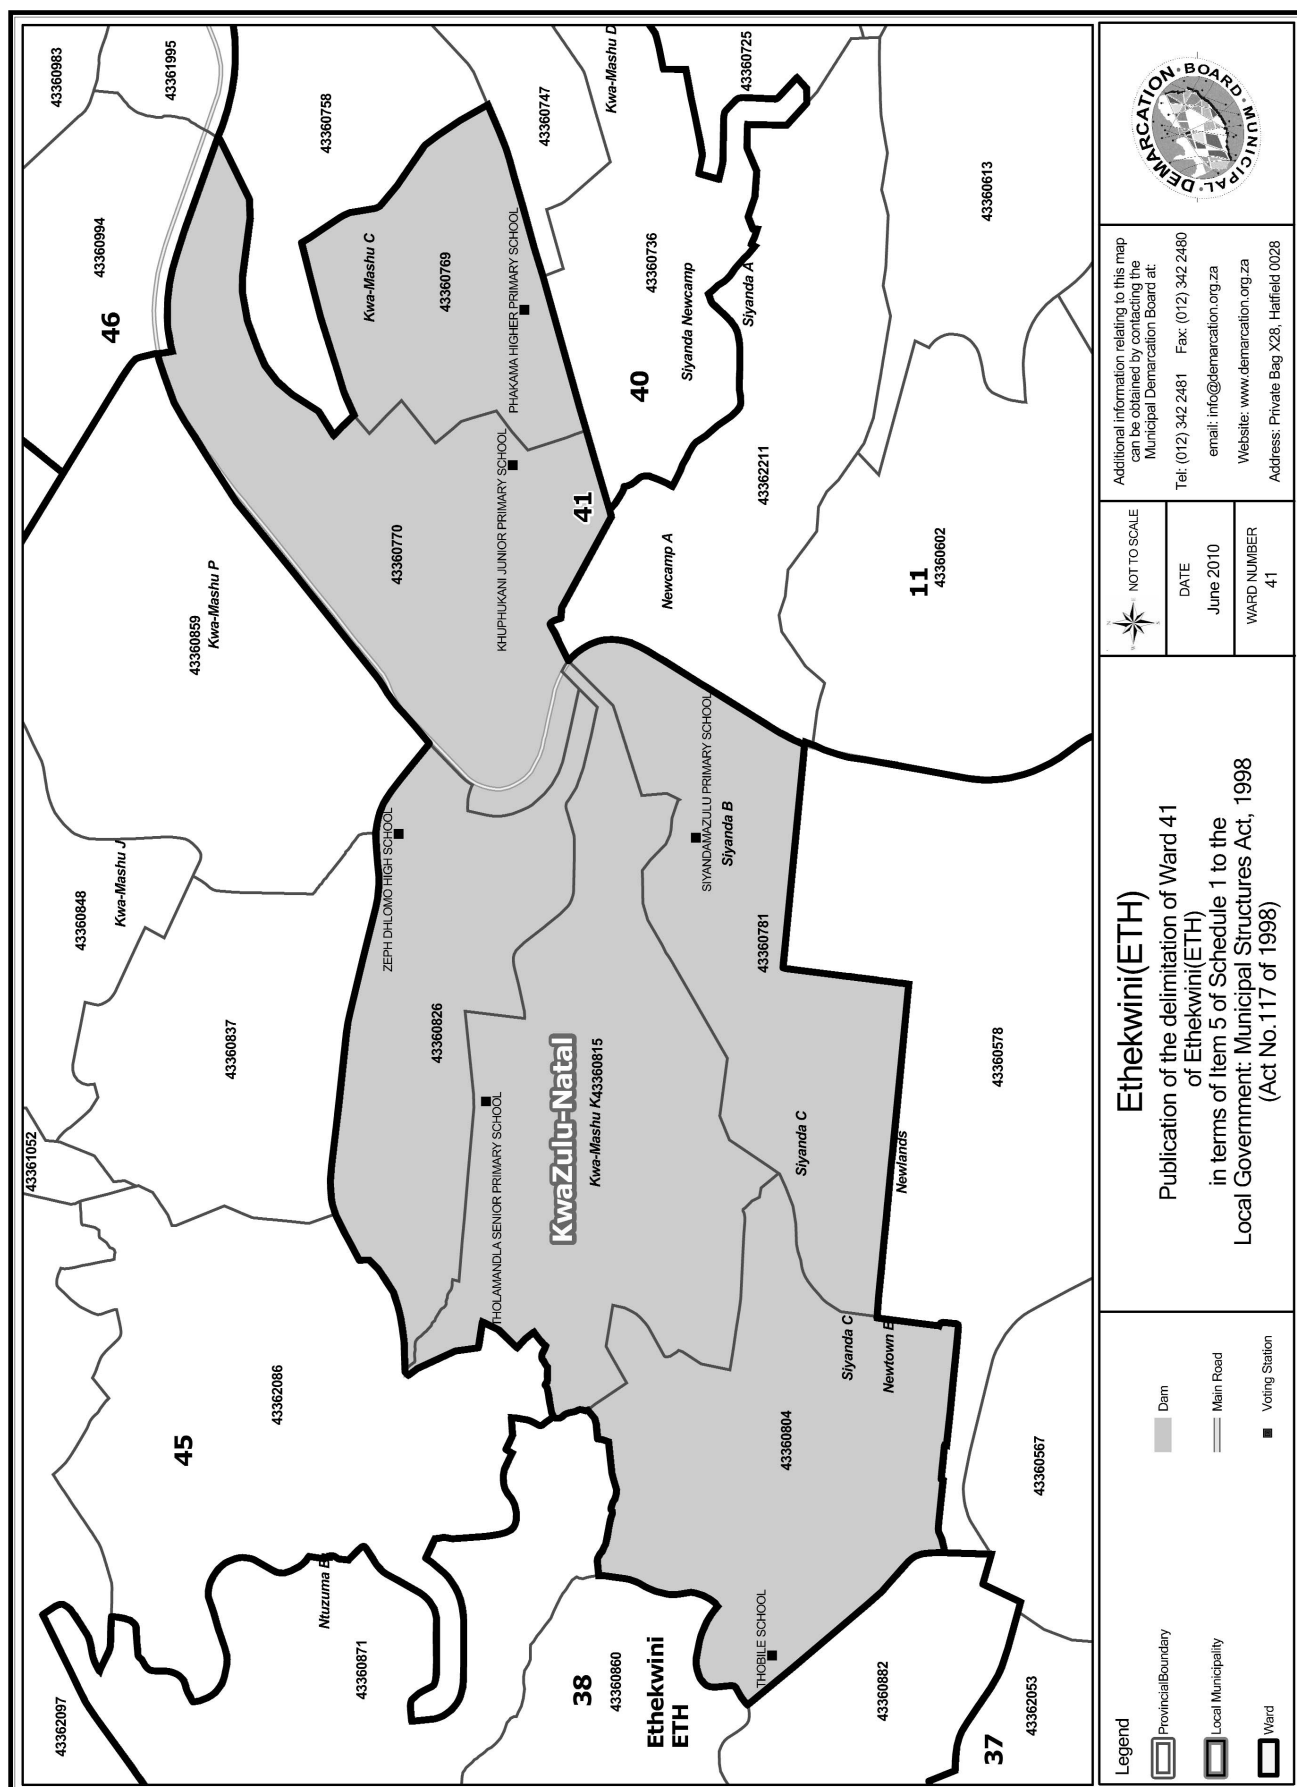 43360983
43361995
43360994
46
43360758
Kwa-Mashu D
43360747
43360725
Kwa-Mashu C
43360769
PHAKAMA HIGHER PRIMARY SCHOOL
43360736
Siyanda Newcamp
Siyanda A
43360613
40
Kwa-Mashu P
43360859
43360770
KHUPHUKANI JUNIOR PRIMARY SCHOOL
41
43362211
Newcamp A
11
43360602
43360848
Kwa-Mashu J
ZEPH DHLOMO HIGH SCHOOL
SIYANDAMAZULU PRIMARY SCHOOL
Siyanda B
43360781
43360837
43360826
43361052
THOLAMANDLA SENIOR PRIMARY SCHOOL
KwaZulu-Natal
Kwa-Mashu K
43360815
Siyanda C
Newlands
43360578
45
43362086
Siyanda C
Newtown B
43360804
43360567
Ntuzuma B
43360871
43362097
38
43360860
Ethekwini
ETH
THOBILE SCHOOL
43360882
37
43362053
Legend
ProvincialBoundary
Local Municipality
Ward
Dam
Main Road
Voting Station
Ethekwini(ETH)
Publication of the delimitation of Ward 41
of Ethekwini(ETH)
in terms of Item 5 of Schedule 1 to the
Local Government: Municipal Structures Act, 1998
(Act No.117 of 1998)
NOT TO SCALE
DATE
June 2010
WARD NUMBER
41
Additional information relating to this map
can be obtained by contacting the
Municipal Demarcation Board at:
Tel: (012) 342 2481 Fax: (012) 342 2480
email: info@demarcation.org.za
Website: www.demarcation.org.za
Address: Private Bag X28, Hatfield 0028
MUNICIPAL · DEMARCATION · BOARD